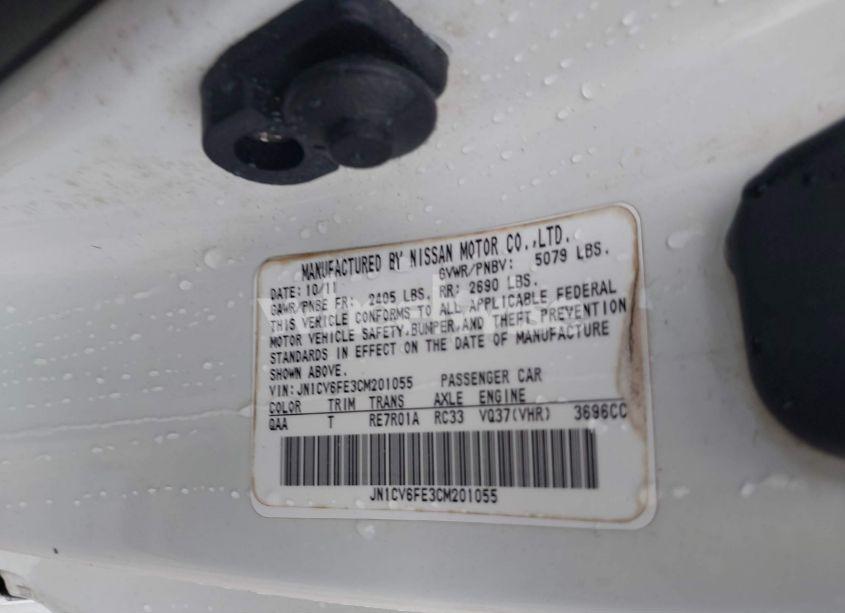 MANUFACTURED BY NISSAN MOTOR CO.,LTD.
DATE: 10/11 GVWR/PNBV: 5079 LBS.
GAWR/PNBE FR: 2405 LBS. RR: 2690 LBS.
THIS VEHICLE CONFORMS TO ALL APPLICABLE FEDERAL
MOTOR VEHICLE SAFETY,BUMPER,AND THEFT PREVENTION
STANDARDS IN EFFECT ON THE DATE OF MANUFACTURE
SHOWN ABOVE.
VIN: JN1CV6FE3CM201055 PASSENGER CAR
COLOR TRIM TRANS AXLE ENGINE
QAA T RE7R01A RC33 VQ37(VHR) 3696CC
JN1CV6FE3CM201055